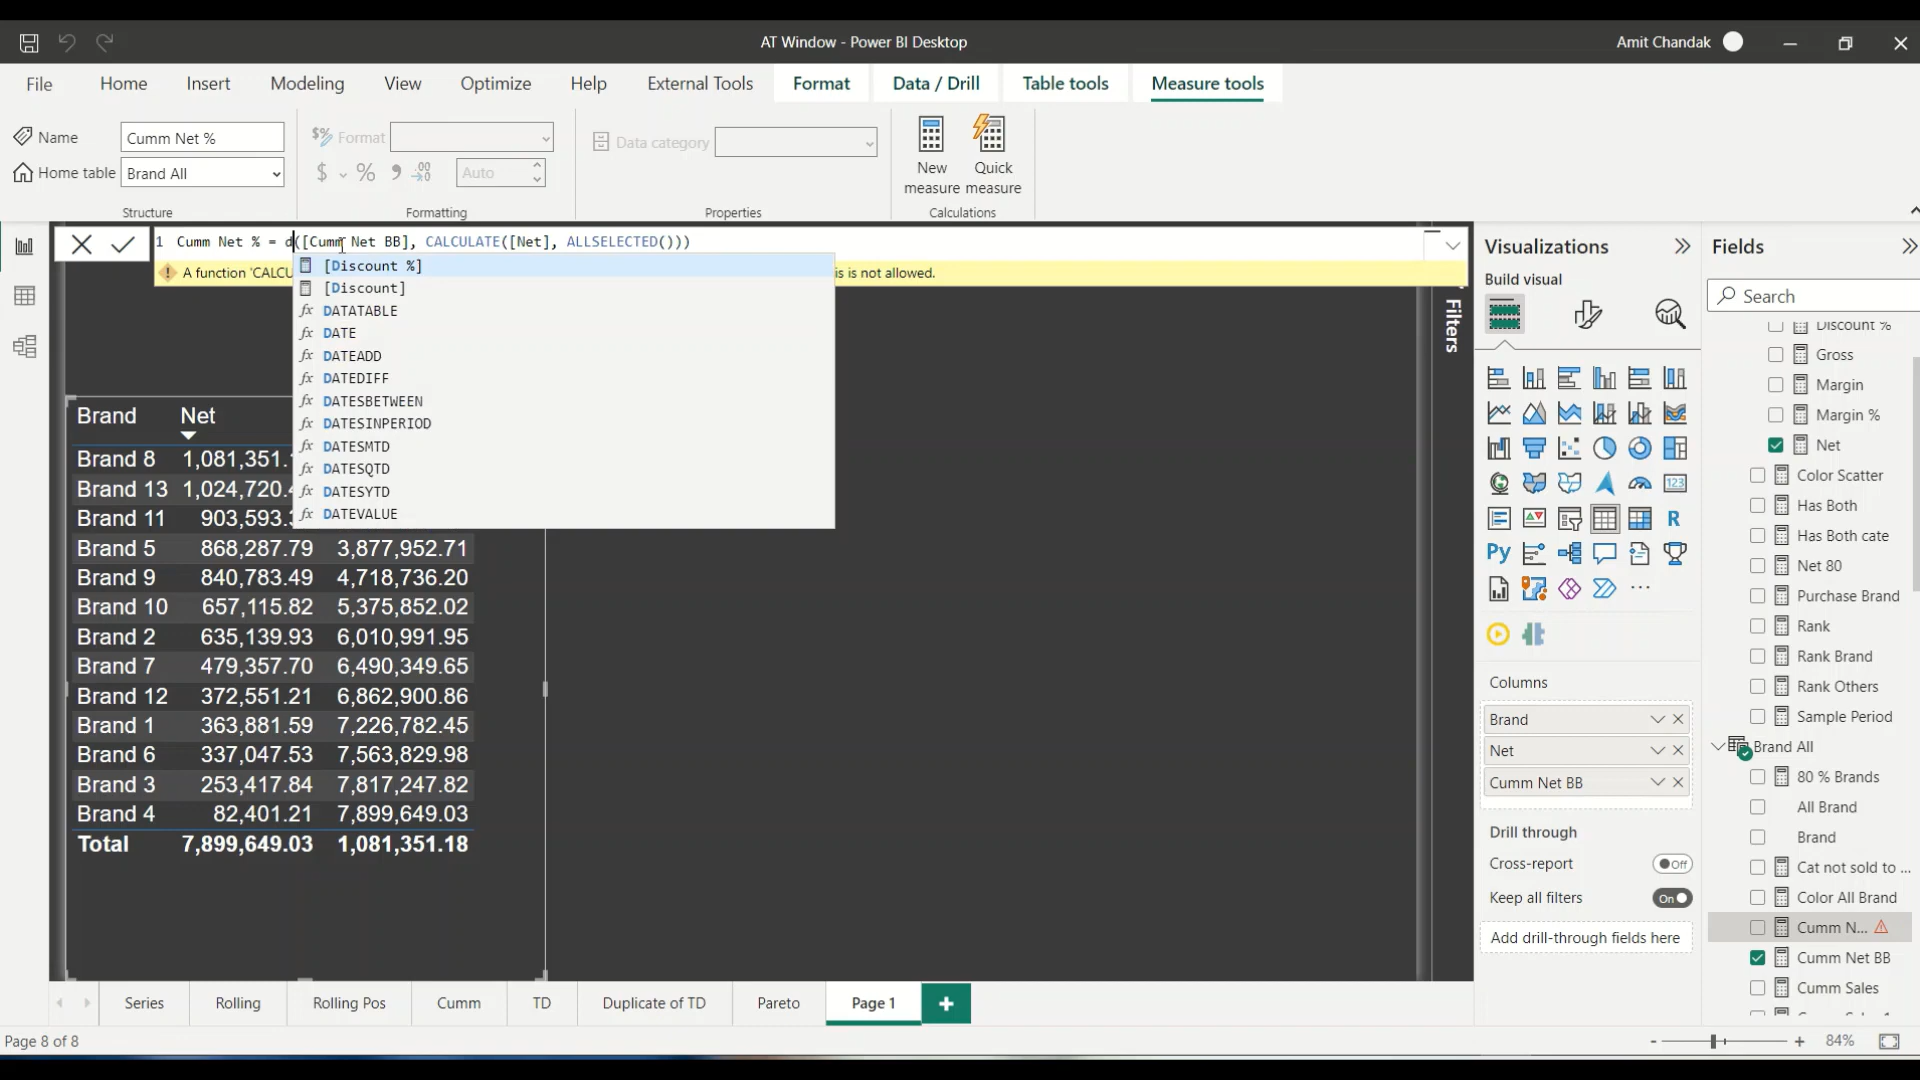 AT Window - Power BI Desktop
Amit Chandak
File Home Insert Modeling View Optimize Help External Tools Format Data / Drill Table tools Measure tools
Name Cumm Net %
Home table Brand All
Structure
Format
$ % 9 Auto
Formatting
Data category
Properties
New measure
Quick measure
Calculations
1 Cumm Net % = d([Cumm Net BB], CALCULATE([Net], ALLSELECTED()))
A function 'CALCU
is is not allowed.
[Discount %]
[Discount]
fx DATATABLE
fx DATE
fx DATEADD
fx DATEDIFF
fx DATESBETWEEN
fx DATESINPERIOD
fx DATESMTD
fx DATESQTD
fx DATESYTD
fx DATEVALUE
Brand Net
Brand 8 1,081,351.
Brand 13 1,024,720.
Brand 11 903,593.
Brand 5 868,287.79 3,877,952.71
Brand 9 840,783.49 4,718,736.20
Brand 10 657,115.82 5,375,852.02
Brand 2 635,139.93 6,010,991.95
Brand 7 479,357.70 6,490,349.65
Brand 12 372,551.21 6,862,900.86
Brand 1 363,881.59 7,226,782.45
Brand 6 337,047.53 7,563,829.98
Brand 3 253,417.84 7,817,247.82
Brand 4 82,401.21 7,899,649.03
Total 7,899,649.03 1,081,351.18
Filters
Visualizations
Build visual
123
R
Py
...
Columns
Brand
Net
Cumm Net BB
Drill through
Cross-report Off
Keep all filters On
Add drill-through fields here
Fields
Search
Discount %
Gross
Margin
Margin %
Net
Color Scatter
Has Both
Has Both cate
Net 80
Purchase Brand
Rank
Rank Brand
Rank Others
Sample Period
Brand All
80 % Brands
All Brand
Brand
Cat not sold to ...
Color All Brand
Cumm N...
Cumm Net BB
Cumm Sales
Series Rolling Rolling Pos Cumm TD Duplicate of TD Pareto Page 1 +
Page 8 of 8
- + 84%